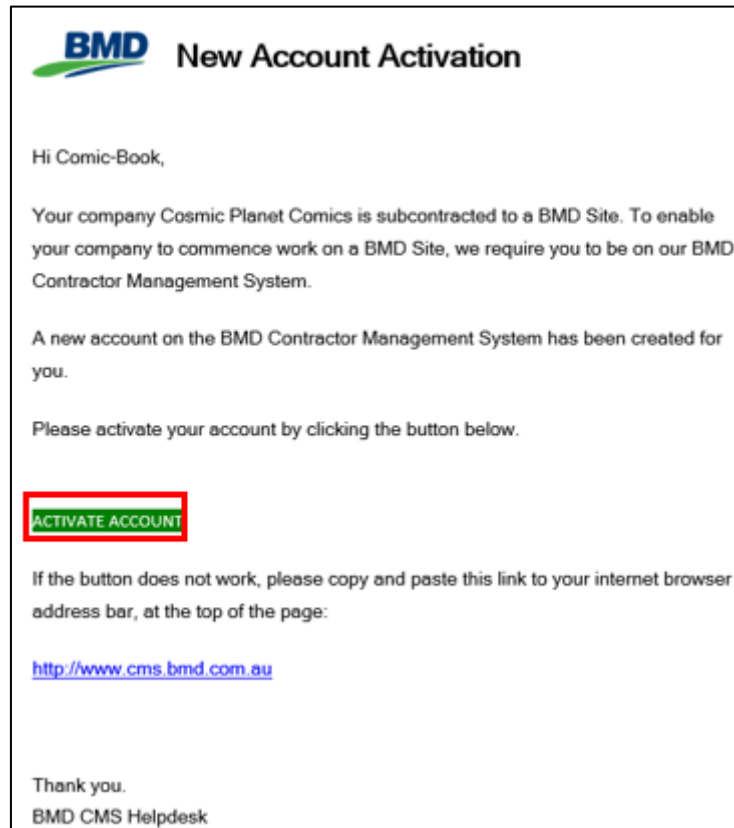 BMD New Account Activation
Hi Comic-Book,
Your company Cosmic Planet Comics is subcontracted to a BMD Site. To enable
your company to commence work on a BMD Site, we require you to be on our BMD
Contractor Management System.
A new account on the BMD Contractor Management System has been created for
you.
Please activate your account by clicking the button below.
ACTIVATE ACCOUNT
If the button does not work, please copy and paste this link to your internet browser
address bar, at the top of the page:
http://www.cms.bmd.com.au
Thank you.
BMD CMS Helpdesk